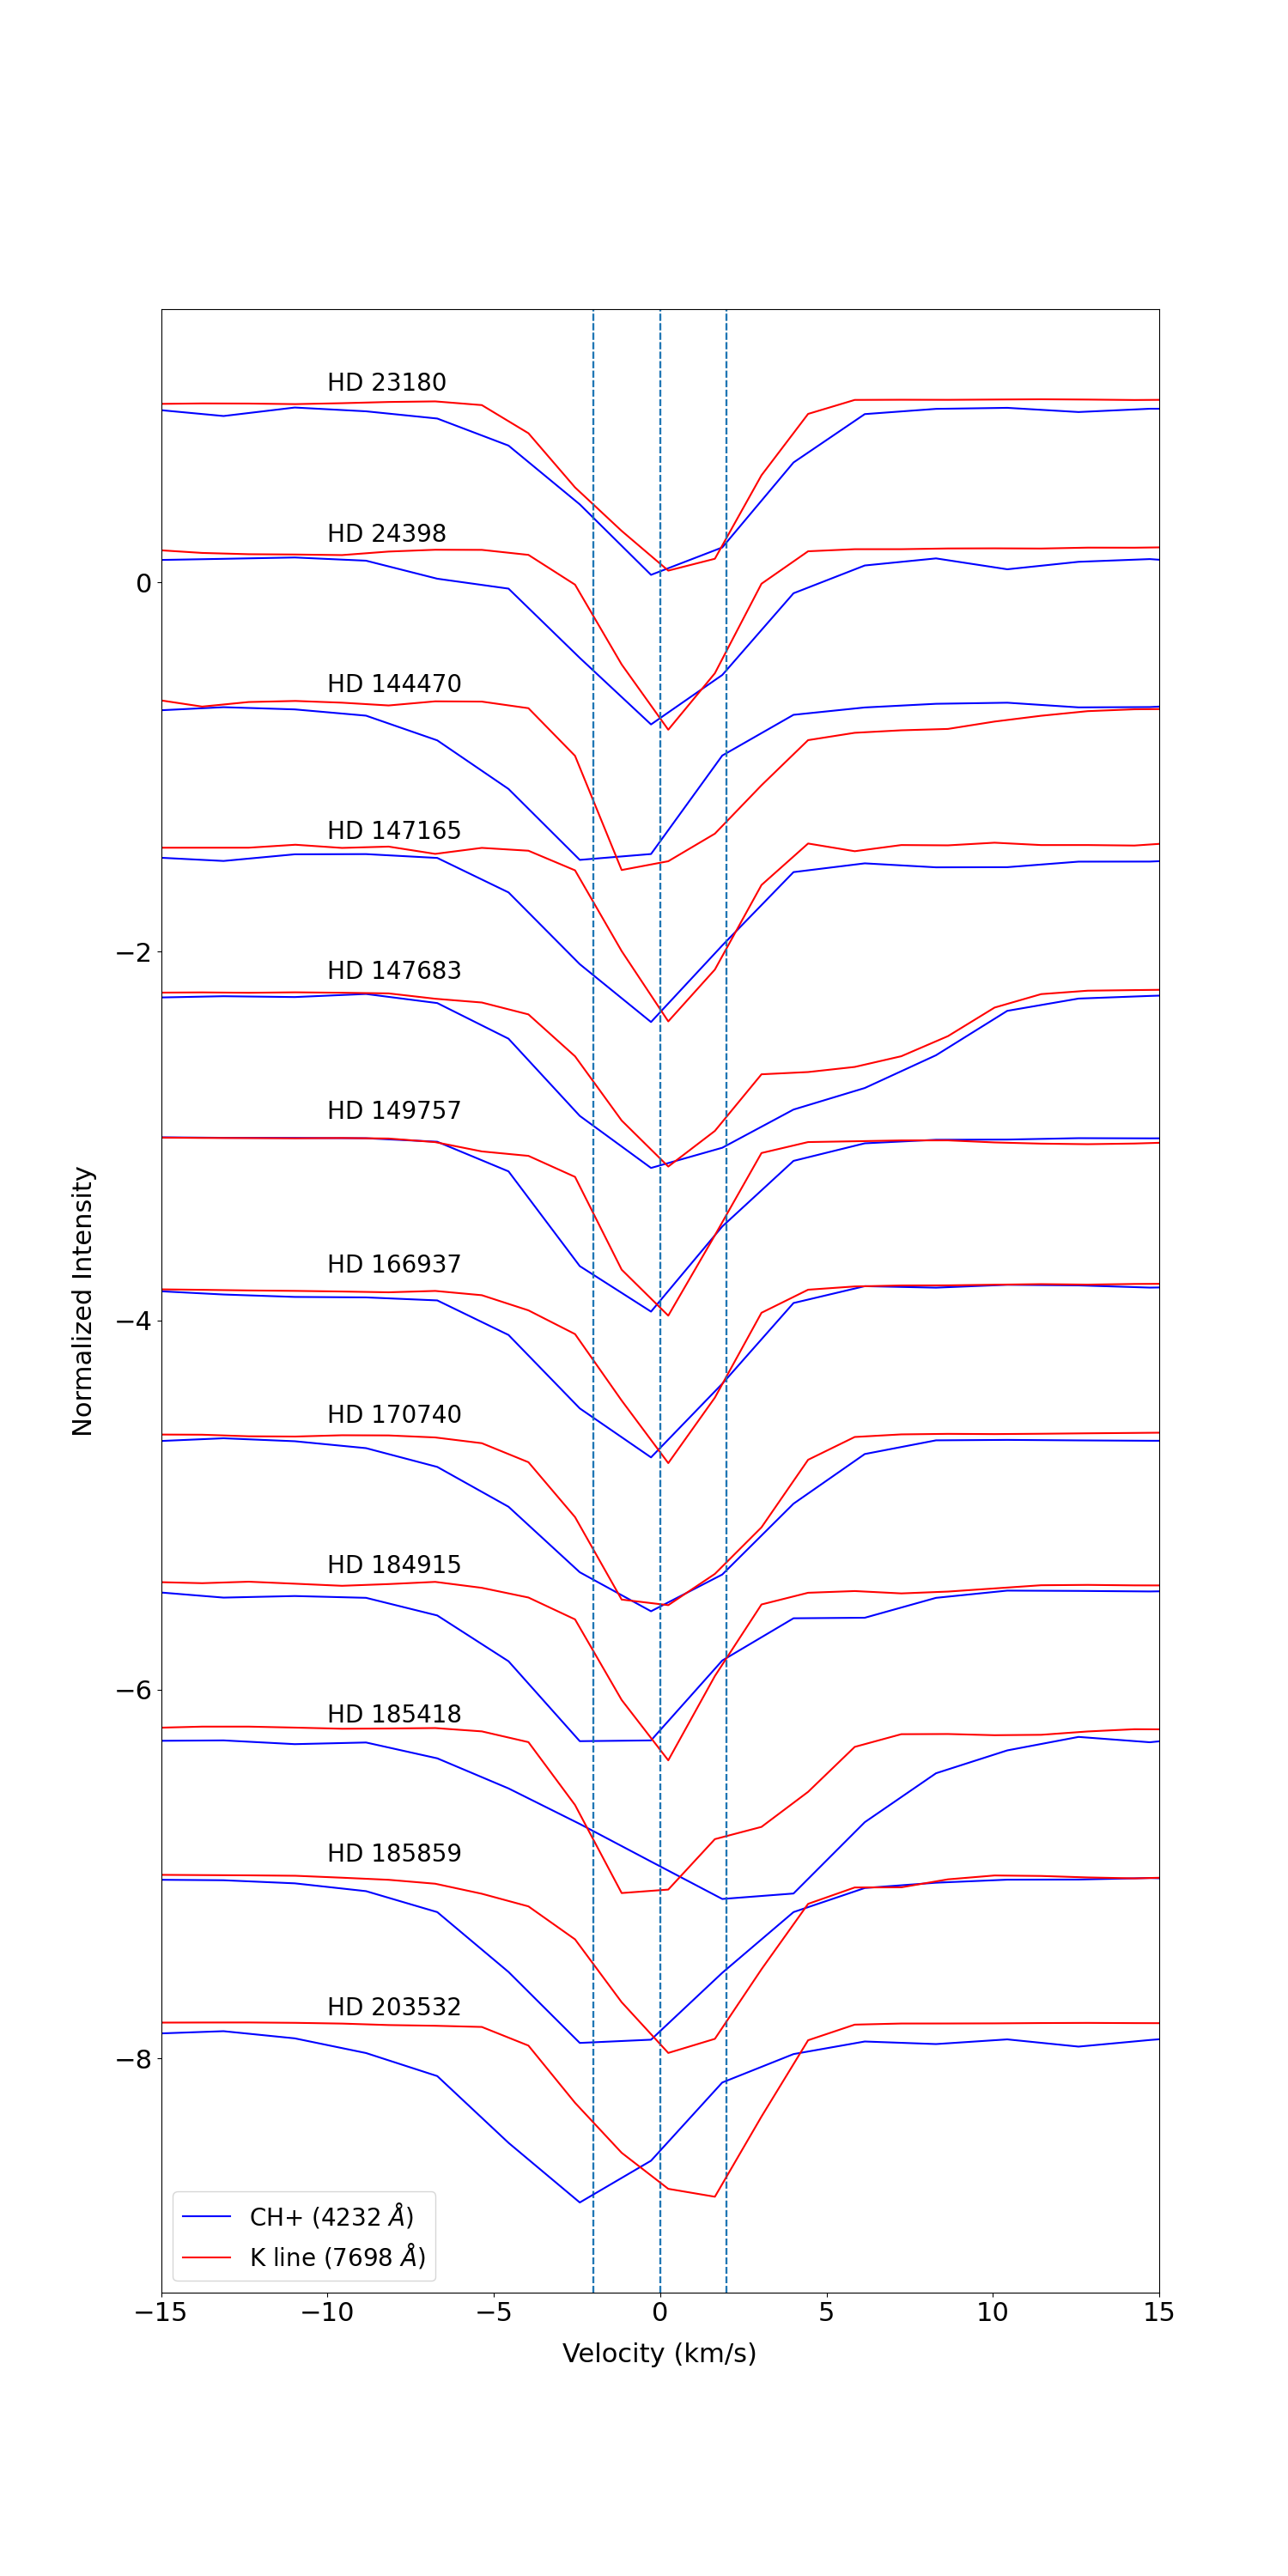 HD 23180
HD 24398
0
HD 144470
HD 147165
−2
HD 147683
HD 149757
Normalized Intensity
HD 166937
−4
HD 170740
HD 184915
−6
HD 185418
HD 185859
HD 203532
−8
CH+ (4232 Å)
K line (7698 Å)
−15 −10 −5 0 5 10 15
Velocity (km/s)